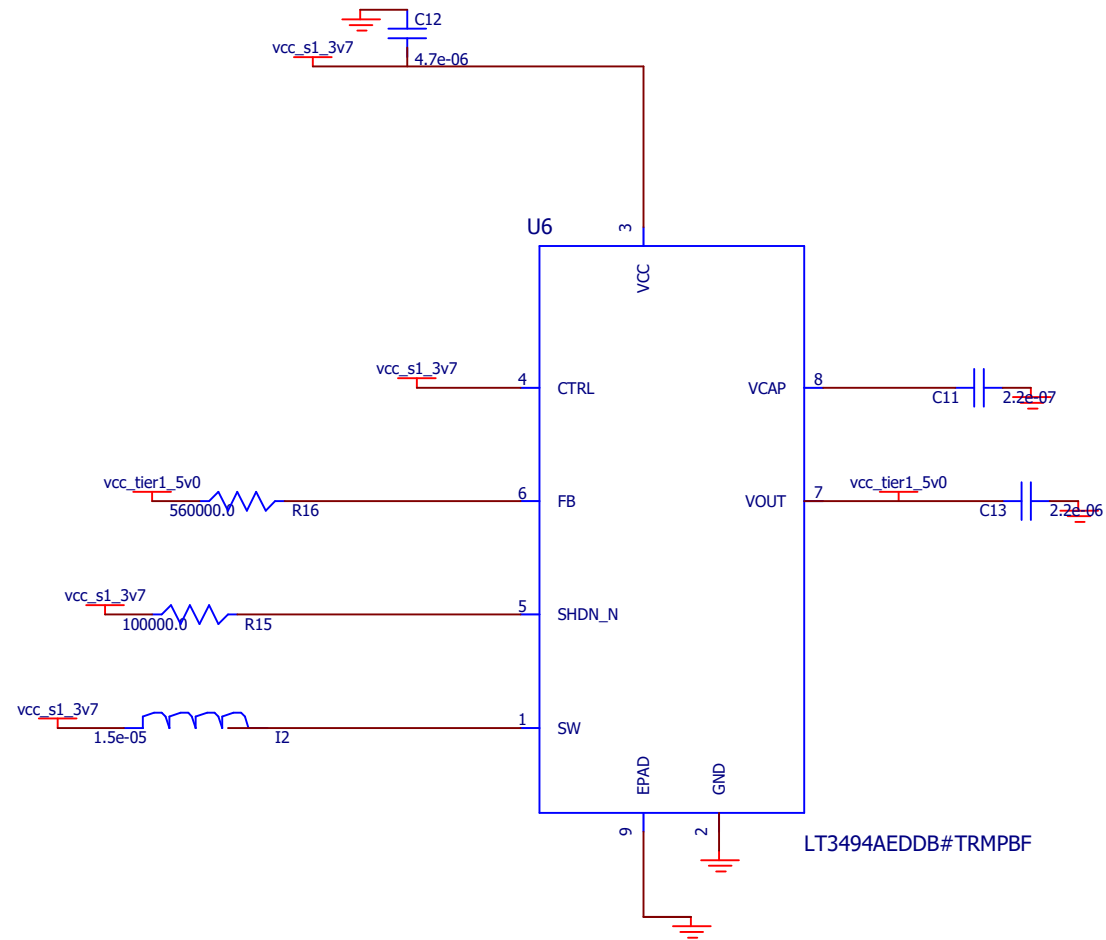 C12
vcc_s1_3v7
4.7e-06
U6
3
VCC
vcc_s1_3v7
4
CTRL
VCAP
8
C11
2.2e-07
vcc_tier1_5v0
560000.0
R16
6
FB
VOUT
7
vcc_tier1_5v0
C13
2.2e-06
vcc_s1_3v7
100000.0
R15
5
SHDN_N
vcc_s1_3v7
1.5e-05
I2
1
SW
EPAD
GND
9
2
LT3494AEDDB#TRMPBF